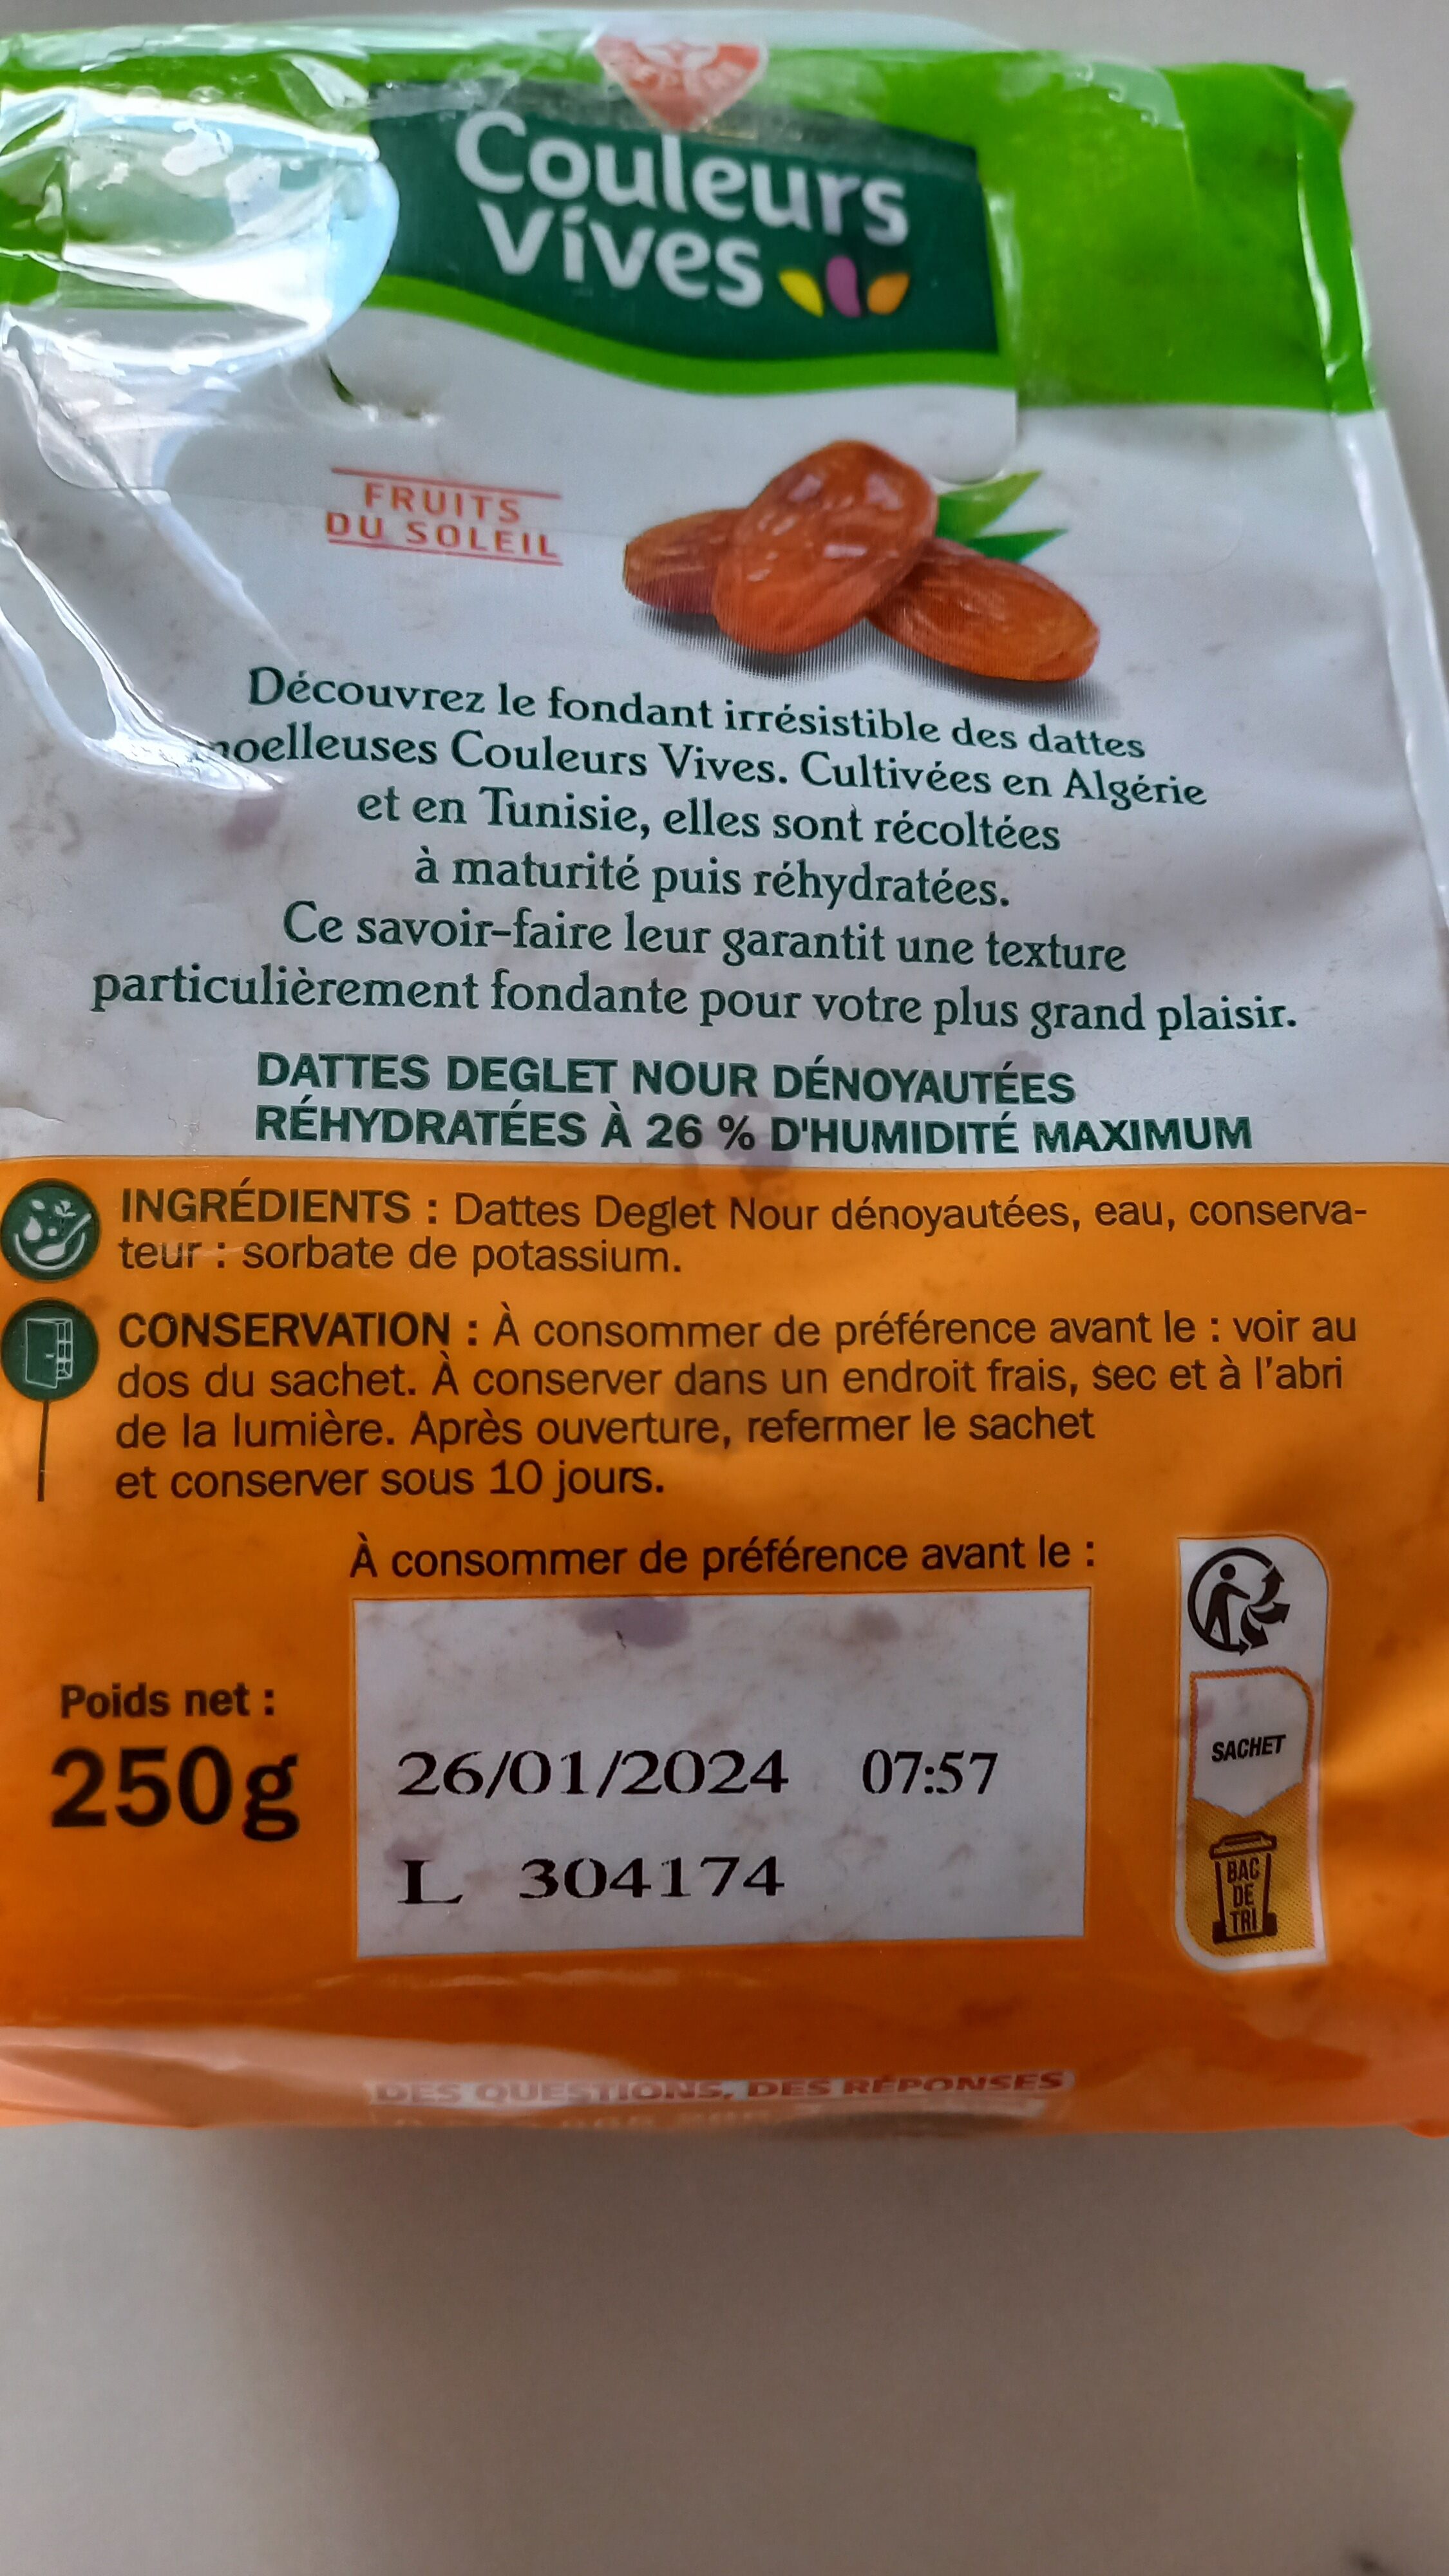 Couleurs
Vives
FRUITS
DU SOLEIL
Découvrez le fondant irrésistible des dattes
moelleuses Couleurs Vives. Cultivées en Algérie
et en Tunisie, elles sont récoltées
à maturité puis réhydratées.
Ce savoir-faire leur garantit une texture
particulièrement fondante pour votre plus grand plaisir.
DATTES DEGLET NOUR DÉNOYAUTÉES
RÉHYDRATÉES À 26 % D'HUMIDITÉ MAXIMUM
INGRÉDIENTS : Dattes Deglet Nour dénoyautées, eau, conserva-
teur : sorbate de potassium.
CONSERVATION : À consommer de préférence avant le : voir au
dos du sachet. À conserver dans un endroit frais, sec et à l'abri
de la lumière. Après ouverture, refermer le sachet
et conserver sous 10 jours.
À consommer de préférence avant le :
Poids net :
250g
26/01/2024 07:57
L 304174
SACHET
BAC
DE
TRI
DES QUESTIONS, DES RÉPONSES